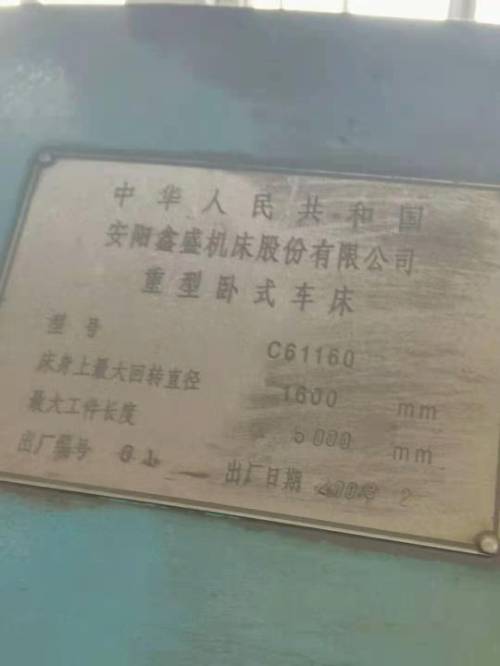 中华人民共和国
安阳鑫盛机床股份有限公司
重型卧式车床
型号 C61160
床身上最大回转直径 1600 mm
最大工件长度 5000 mm
出厂编号 01 出厂日期 2